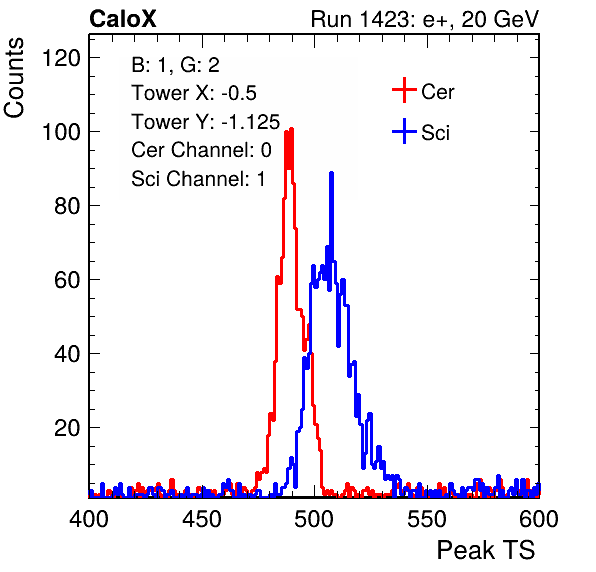 CaloX Run 1423: e+, 20 GeV
Counts
B: 1, G: 2
Tower X: -0.5
Tower Y: -1.125
Cer Channel: 0
Sci Channel: 1
Cer
Sci
120
100
80
60
40
20
400 450 500 550 600
Peak TS